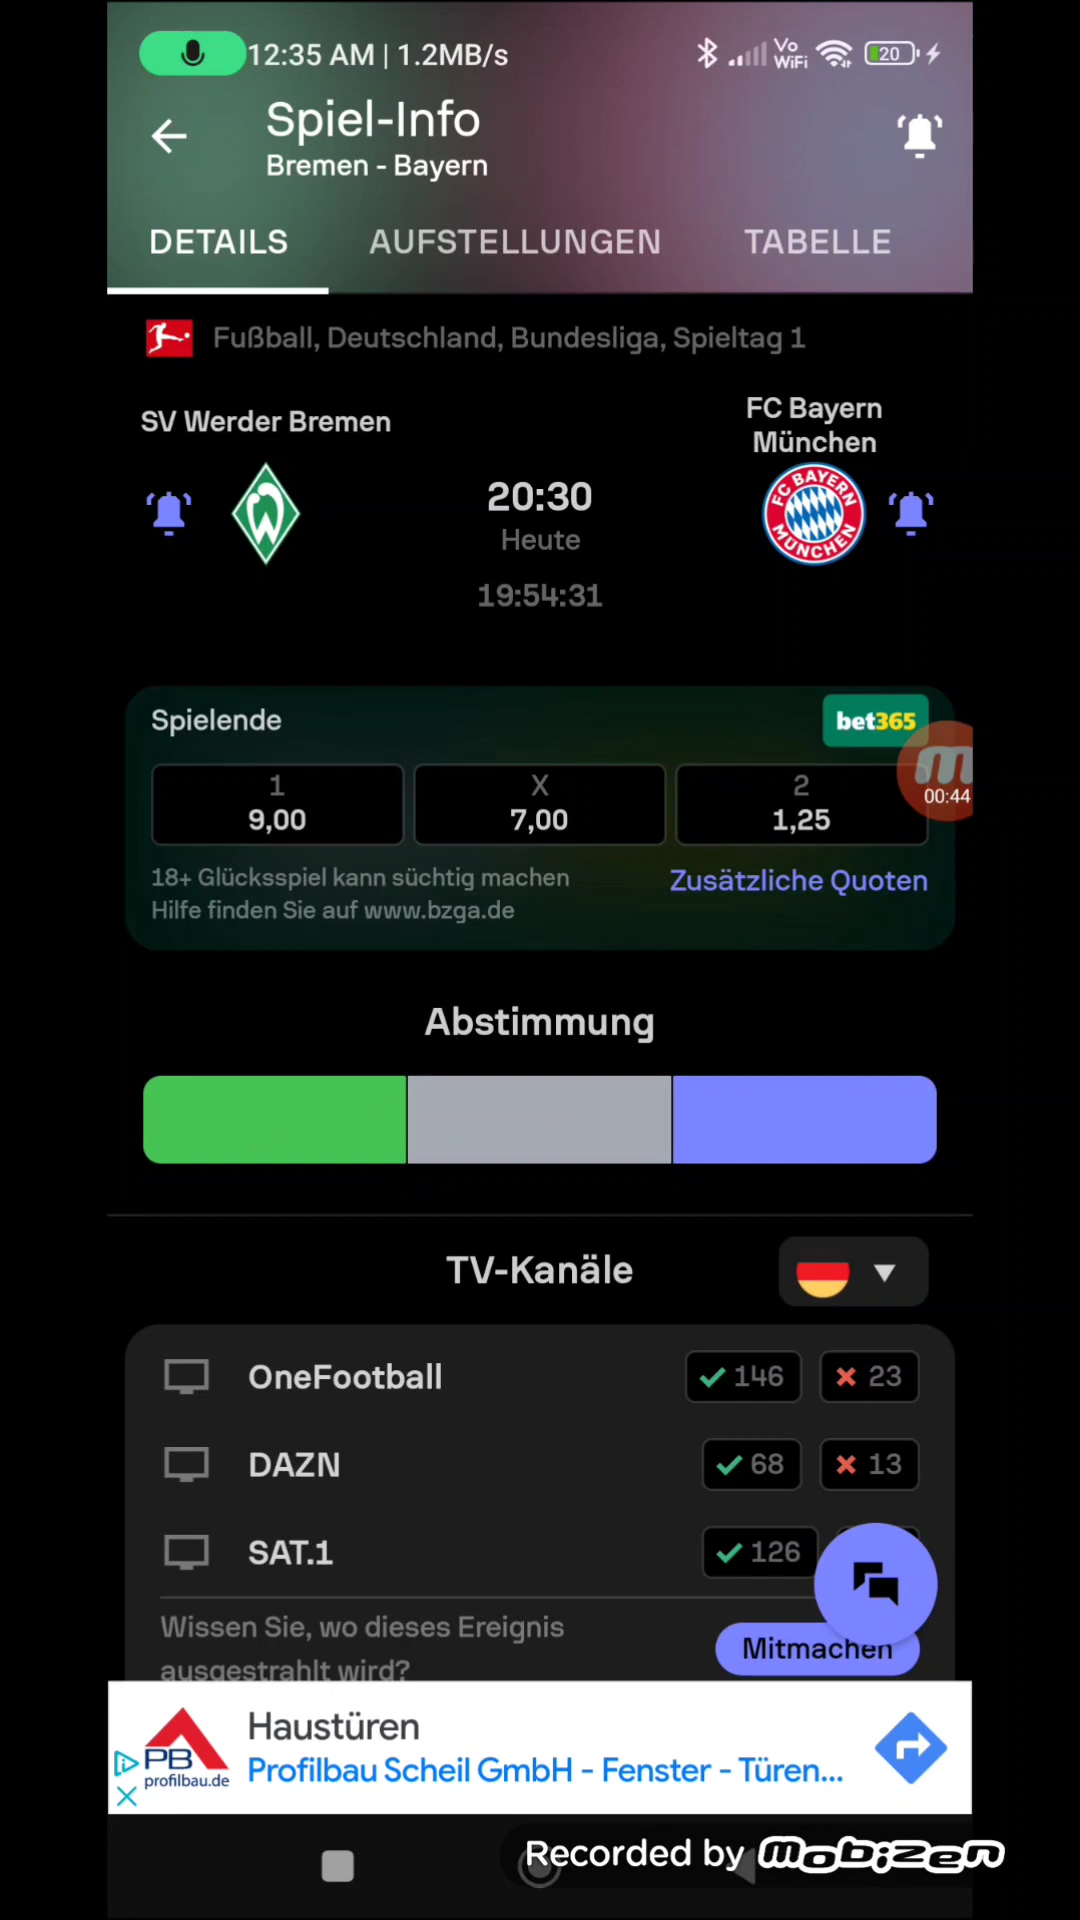 12:35 AM | 1.2MB/s
Vo
WiFi
20
Spiel-Info
Bremen - Bayern
DETAILS
AUFSTELLUNGEN
TABELLE
Fußball, Deutschland, Bundesliga, Spieltag 1
SV Werder Bremen
FC Bayern
München
FC BAYERN
MÜNCHEN
20:30
Heute
19:54:31
Spielende
bet365
00:44
1
9,00
X
7,00
2
1,25
18+ Glücksspiel kann süchtig machen
Hilfe finden Sie auf www.bzga.de
Zusätzliche Quoten
Abstimmung
TV-Kanäle
OneFootball
146
23
DAZN
68
13
SAT.1
126
Wissen Sie, wo dieses Ereignis
ausgestrahlt wird?
Mitmachen
PB
profilbau.de
Haustüren
Profilbau Scheil GmbH - Fenster - Türen...
Recorded by mobizen